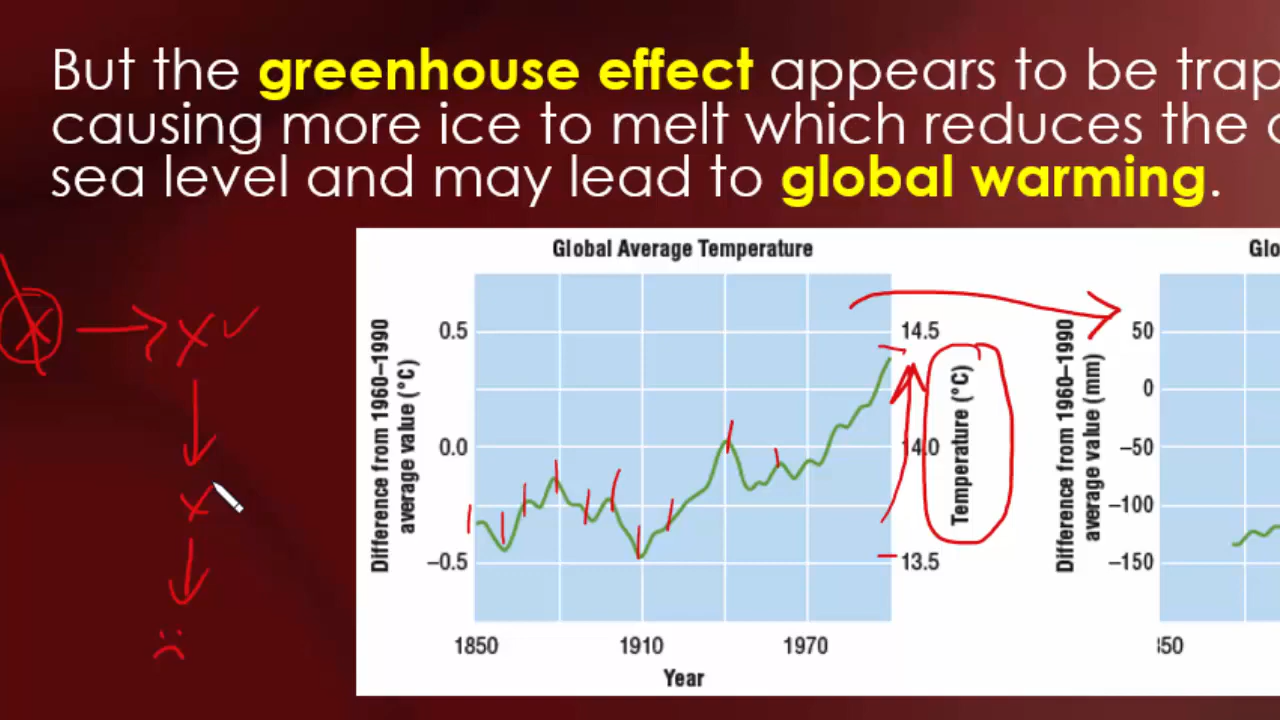 But the greenhouse effect appears to be trap
causing more ice to melt which reduces the
sea level and may lead to global warming.
Global Average Temperature
Glo
Difference from 1960–1990
average value (°C)
0.5
0.0
–0.5
14.5
14.0
13.5
Temperature (°C)
1850
1910
1970
Year
Difference from 1960–1990
average value (mm)
50
0
–50
–100
–150
350
X
X
X